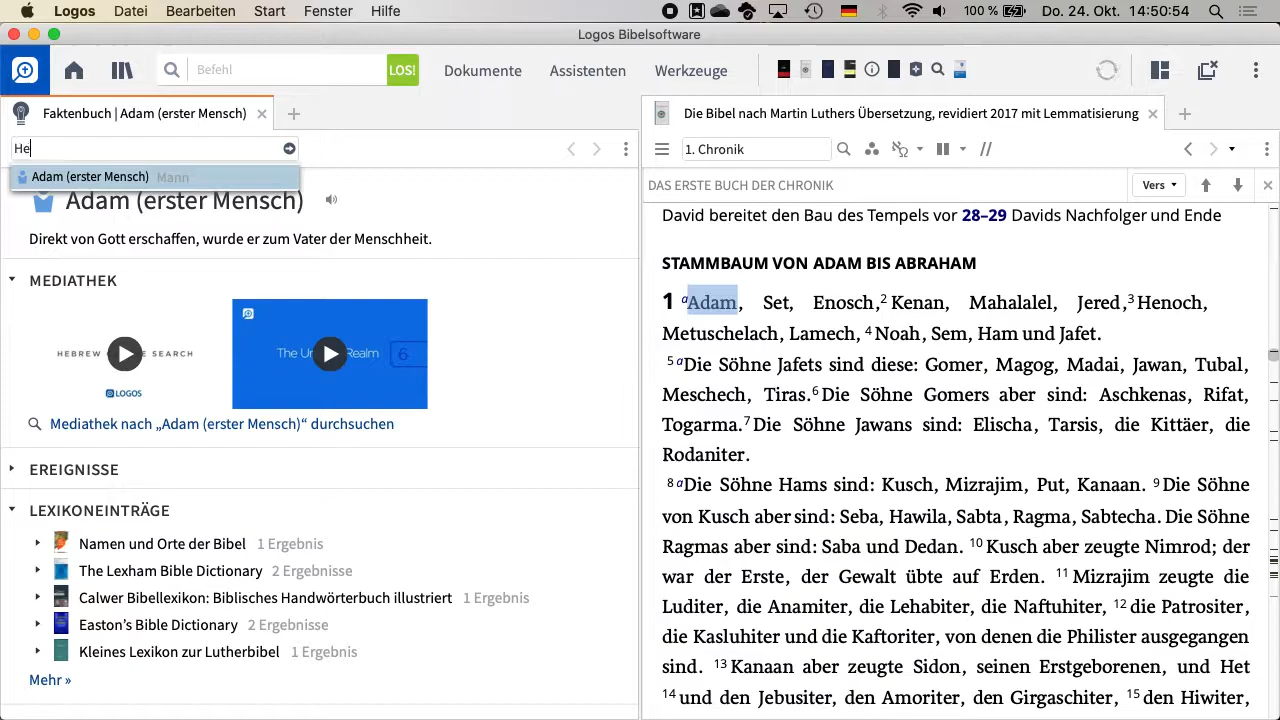 Logos Datei Bearbeiten Start Fenster Hilfe 100 % Do. 24. Okt. 14:50:54
Logos Bibelsoftware
Befehl LOS! Dokumente Assistenten Werkzeuge
Faktenbuch | Adam (erster Mensch)
He
Adam (erster Mensch) Mann
Adam (erster Mensch)
Direkt von Gott erschaffen, wurde er zum Vater der Menschheit.
MEDIATHEK
HEBREW SEARCH
LOGOS
The Un Realm 6
Mediathek nach „Adam (erster Mensch)“ durchsuchen
EREIGNISSE
LEXIKONEINTRÄGE
Namen und Orte der Bibel 1 Ergebnis
The Lexham Bible Dictionary 2 Ergebnisse
Calwer Bibellexikon: Biblisches Handwörterbuch illustriert 1 Ergebnis
Easton’s Bible Dictionary 2 Ergebnisse
Kleines Lexikon zur Lutherbibel 1 Ergebnis
Mehr »
Die Bibel nach Martin Luthers Übersetzung, revidiert 2017 mit Lemmatisierung
1. Chronik //
DAS ERSTE BUCH DER CHRONIK Vers
David bereitet den Bau des Tempels vor 28–29 Davids Nachfolger und Ende
STAMMBAUM VON ADAM BIS ABRAHAM
1 a Adam, Set, Enosch, 2 Kenan, Mahalalel, Jered, 3 Henoch,
Metuschelach, Lamech, 4 Noah, Sem, Ham und Jafet.
5 a Die Söhne Jafets sind diese: Gomer, Magog, Madai, Jawan, Tubal,
Meschech, Tiras. 6 Die Söhne Gomers aber sind: Aschkenas, Rifat,
Togarma. 7 Die Söhne Jawans sind: Elischa, Tarsis, die Kittäer, die
Rodaniter.
8 a Die Söhne Hams sind: Kusch, Mizrajim, Put, Kanaan. 9 Die Söhne
von Kusch aber sind: Seba, Hawila, Sabta, Ragma, Sabtecha. Die Söhne
Ragmas aber sind: Saba und Dedan. 10 Kusch aber zeugte Nimrod; der
war der Erste, der Gewalt übte auf Erden. 11 Mizrajim zeugte die
Luditer, die Anamiter, die Lehabiter, die Naftuhiter, 12 die Patrositer,
die Kasluhiter und die Kaftoriter, von denen die Philister ausgegangen
sind. 13 Kanaan aber zeugte Sidon, seinen Erstgeborenen, und Het
14 und den Jebusiter, den Amoriter, den Girgaschiter, 15 den Hiwiter,